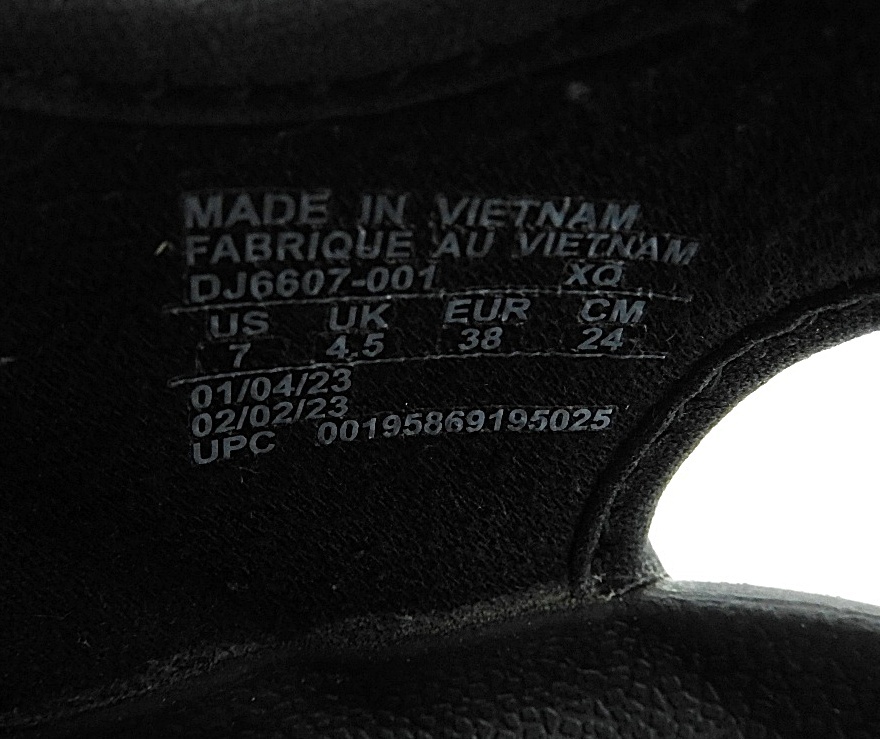 MADE IN VIETNAM
FABRIQUE AU VIETNAM
DJ6607-001 XQ
US UK EUR CM
7 4.5 38 24
01/04/23
02/02/23
UPC 00195869195025